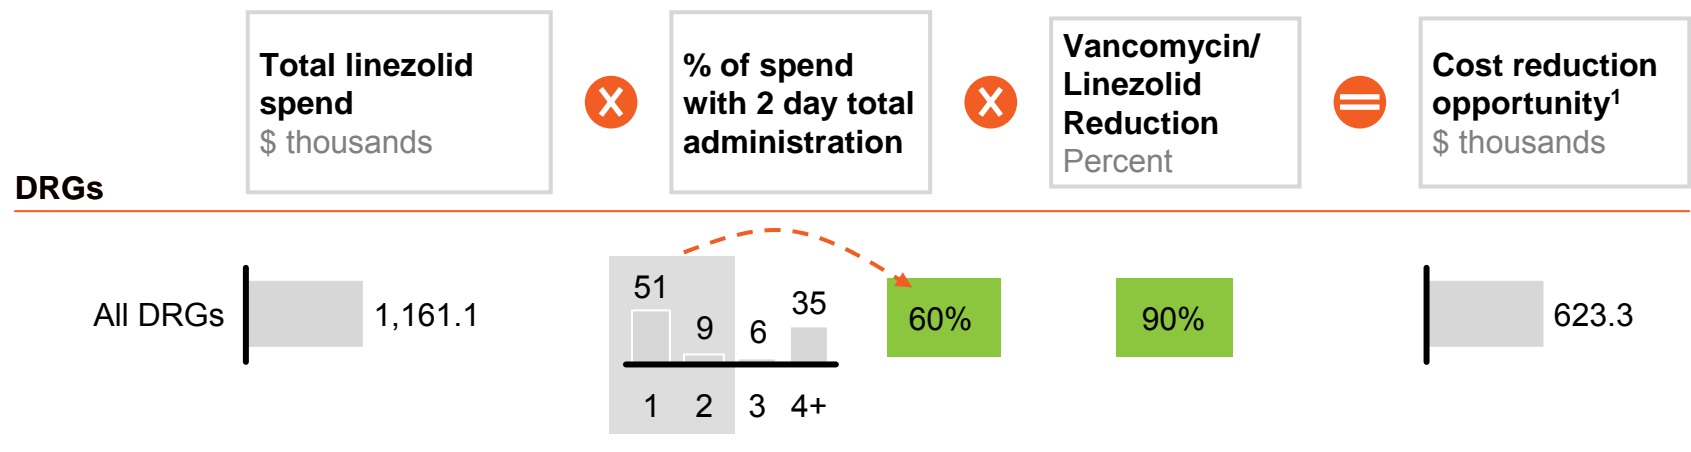 Total linezolid
spend
$ thousands
X
% of spend
with 2 day total
administration
X
Vancomycin/
Linezolid
Reduction
Percent
=
Cost reduction
opportunity¹
$ thousands
DRGs
All DRGs
1,161.1
51
9
6
35
1
2
3
4+
60%
90%
623.3